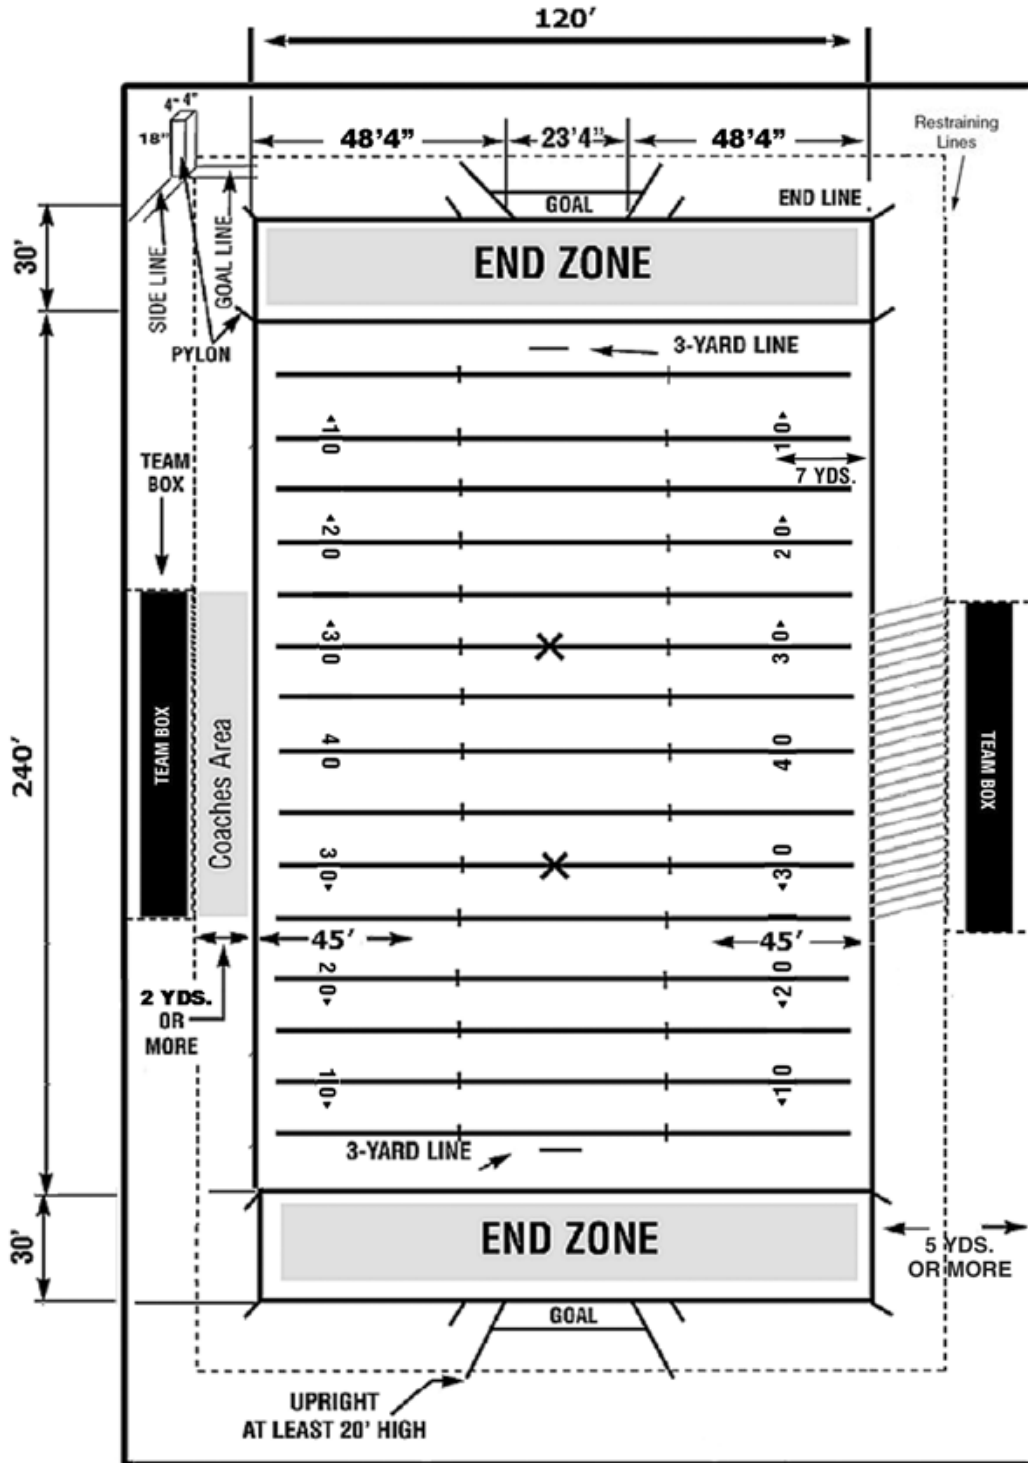 120′
4" 4"
18"
48'4"
23'4"
48'4"
Restraining
Lines
GOAL
END LINE
30'
SIDE LINE
GOAL LINE
END ZONE
PYLON
3-YARD LINE
10
10
TEAM
BOX
7 YDS.
20
20
30
30
240′
TEAM BOX
Coaches Area
40
40
TEAM BOX
30
30
45′
45′
20
20
2 YDS.
OR
MORE
10
10
3-YARD LINE
30'
END ZONE
5 YDS.
OR MORE
GOAL
UPRIGHT
AT LEAST 20' HIGH